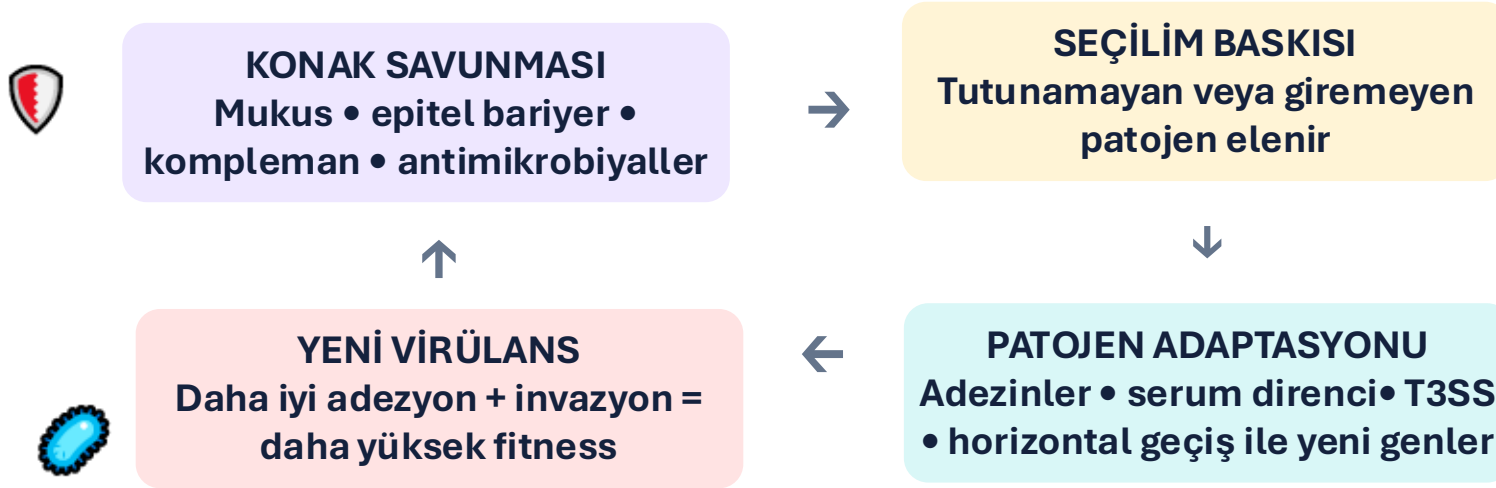 KONAK SAVUNMASI
Mukus • epitel bariyer •
kompleman • antimikrobiyaller
SEÇİLİM BASKISI
Tutunamayan veya giremeyen
patojen elenir
YENİ VİRÜLANS
Daha iyi adezyon + invazyon =
daha yüksek fitness
PATOJEN ADAPTASYONU
Adezinler • serum direnci• T3SS
• horizontal geçiş ile yeni genler